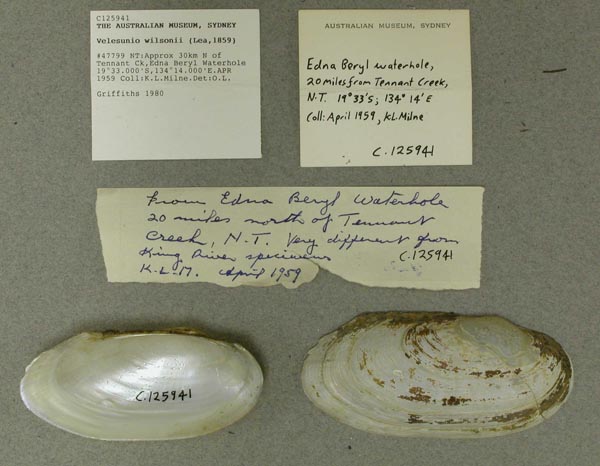 C125941
THE AUSTRALIAN MUSEUM, SYDNEY
Velesunio wilsonii (Lea,1859)
#47799 NT:Approx 30km N of
Tennant Ck,Edna Beryl Waterhole
19°33.000'S,134°14.000'E.APR
1959 Coll:K.L.Milne.Det:O.L.
Griffiths 1980
AUSTRALIAN MUSEUM, SYDNEY
Edna Beryl waterhole,
20 miles from Tennant Creek,
N.T. 19°33'S; 134°14'E
Coll: April 1959, K.L. Milne
C.125941
From Edna Beryl Waterhole
20 miles north of Tennant
Creek, N.T. Very different from
King River specimens
C.125941
K.L.M. April 1959
C.125941